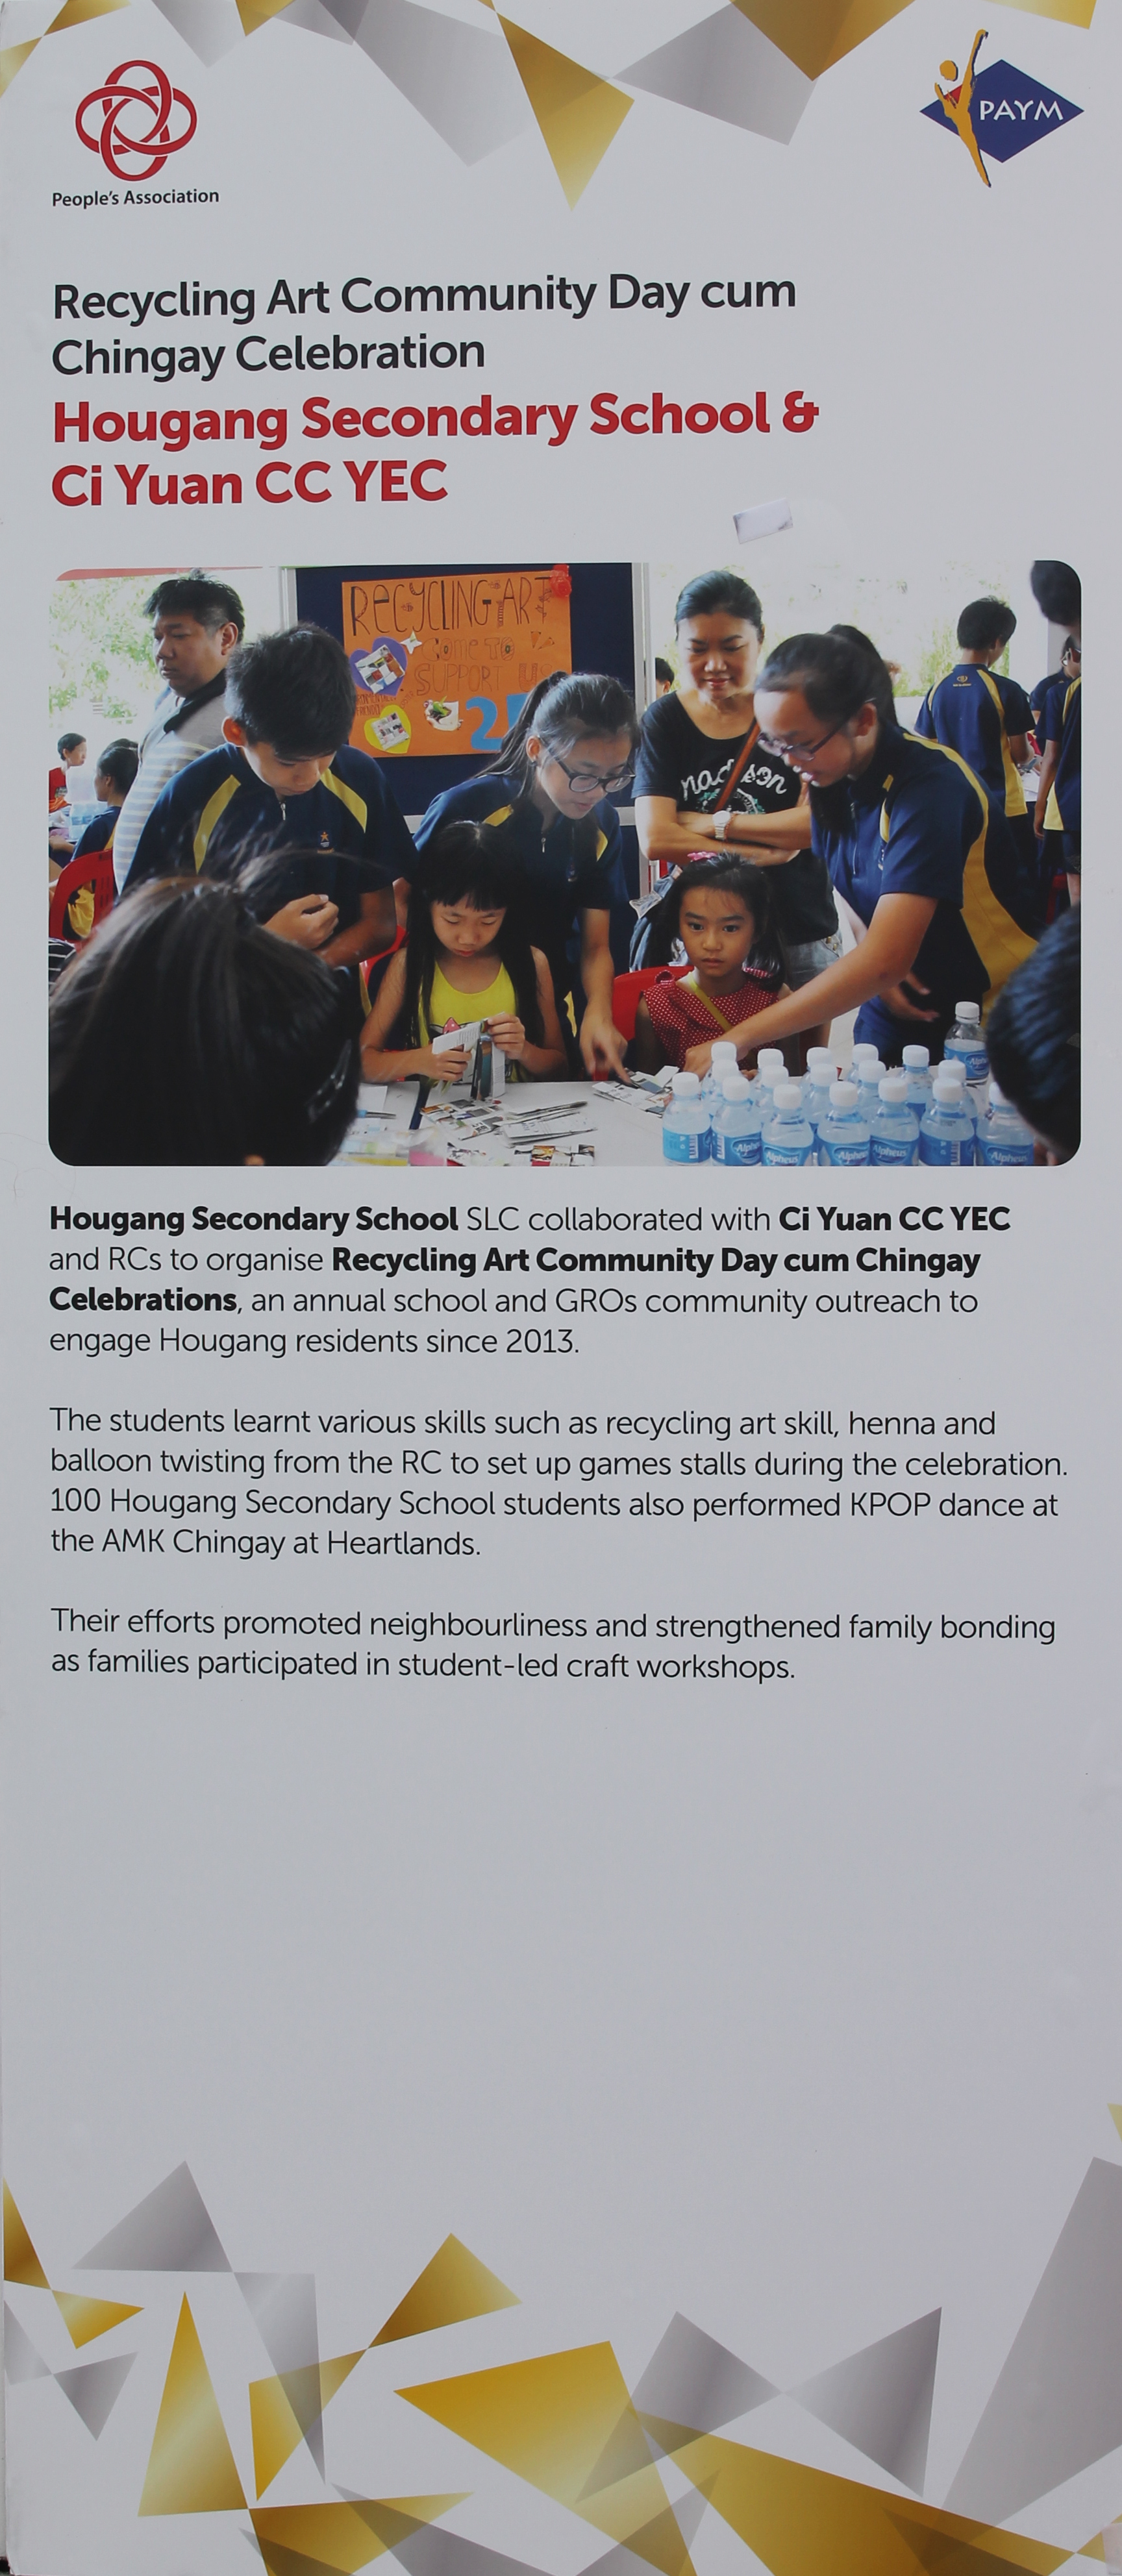 People's Association
PAYM
Recycling Art Community Day cum
Chingay Celebration
Hougang Secondary School &
Ci Yuan CC YEC
RECYCLING ART
COME TO
SUPPORT US
Alpheus
Alpheus
Alpheus
Alpheus
Alpheus
Hougang Secondary School SLC collaborated with Ci Yuan CC YEC
and RCs to organise Recycling Art Community Day cum Chingay
Celebrations, an annual school and GROs community outreach to
engage Hougang residents since 2013.
The students learnt various skills such as recycling art skill, henna and
balloon twisting from the RC to set up games stalls during the celebration.
100 Hougang Secondary School students also performed KPOP dance at
the AMK Chingay at Heartlands.
Their efforts promoted neighbourliness and strengthened family bonding
as families participated in student-led craft workshops.